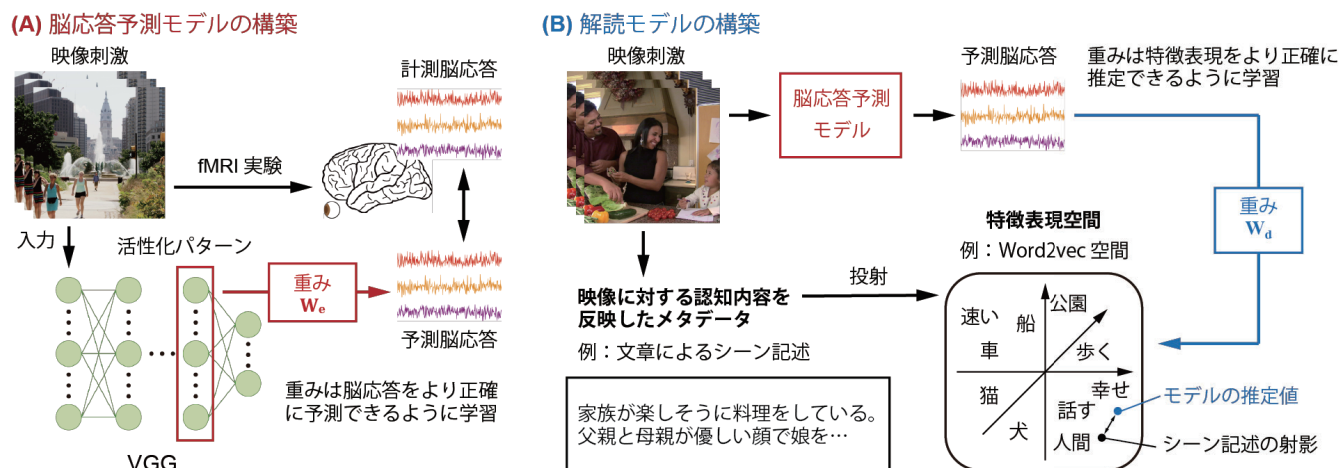 (A) 脳応答予測モデルの構築
映像刺激
計測脳応答
fMRI 実験
入力
活性化パターン
重み
We
予測脳応答
重みは脳応答をより正確
に予測できるように学習
VGG
(B) 解読モデルの構築
映像刺激
脳応答予測
モデル
予測脳応答
重みは特徴表現をより正確に
推定できるように学習
重み
Wd
特徴表現空間
例：Word2vec 空間
投射
映像に対する認知内容を
反映したメタデータ
例：文章によるシーン記述
家族が楽しそうに料理をしている。
父親と母親が優しい顔で娘を…
公園
速い
船
車
歩く
猫
幸せ
話す
犬
人間
モデルの推定値
シーン記述の射影